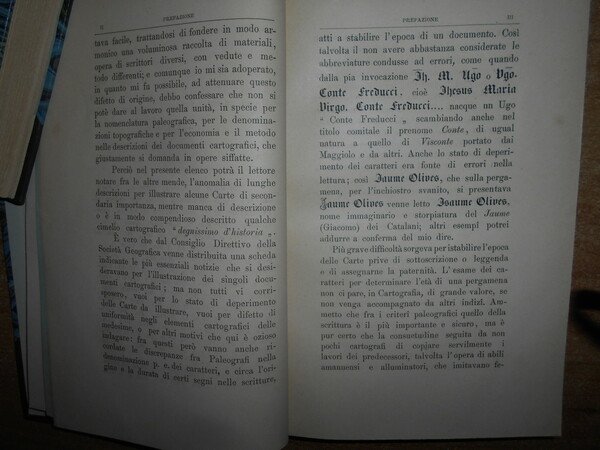 II PREFAZIONE
tava facile, trattandosi di fondere in modo ar-
monico una voluminosa raccolta di materiali,
opera di scrittori diversi, con vedute e me-
todo differenti; e comunque io mi sia adoperato,
in quanto mi fu possibile, ad attenuare questo
difetto di origine, debbo confessare che non si
potè dare al lavoro quella unità, in specie per
la nomenclatura paleografica, per le denomina-
zioni topografiche e per l'economia e il metodo
nelle descrizioni dei documenti cartografici, che
giustamente si domanda in opere siffatte.
Perciò nel presente elenco potrà il lettore
notare fra le altre mende, l'anomalia di lunghe
descrizioni per illustrare alcune Carte di secon-
daria importanza, mentre manca di descrizione
o è in modo compendioso descritto qualche
cimelio cartografico "degnissimo d'historia„.
È vero che dal Consiglio Direttivo della
Società Geografica venne distribuita una scheda
indicante le più essenziali notizie che si desi-
deravano per l'illustrazione dei singoli docu-
menti cartografici; ma non tutti vi corri-
sposero, vuoi per lo stato di deperimento
delle Carte da illustrare, vuoi per difetto di
uniformità negli elementi cartografici delle
medesime, o per altri motivi che qui è ozioso
indagare: fra questi però vanno anche ri-
cordate le discrepanze fra Paleografi nella
denominazione p. e. dei caratteri, e circa l'ori-
gine e la durata di certi segni nelle scritture,
PREFAZIONE III
atti a stabilire l'epoca di un documento. Così
talvolta il non avere abbastanza considerate le
abbreviature condusse ad errori, come quando
dalla pia invocazione Ih. M. Ugo o Vgo.
Conte Freducci. cioè Ihesus Maria
Virgo. Conte Freducci.... nacque un Ugo
"Conte Freducci„ scambiando anche nel
titolo comitale il prenome Conte, di ugual
natura a quello di Visconte portato dai
Maggiolo e da altri. Anche lo stato di deperi-
mento dei caratteri era fonte di errori nella
lettura; così Jaume Olives, che sulla perga-
mena, per l'inchiostro svanito, si presentava
Jaume Olives venne letto Joaume Olives,
nome immaginario e storpiatura del Jaume
(Giacomo) dei Catalani; altri esempî potrei
addurre a conferma del mio dire.
Più grave difficoltà sorgeva per istabilire l'epoca
delle Carte prive di sottoscrizione o leggenda
e di assegnarne la paternità. L'esame dei ca-
ratteri per determinare l'età di una pergamena
non ci pare, in Cartografia, di grande valore, se
non venga accompagnato da altri indizi. Am-
metto che fra i criterî paleografici quello della
scrittura è il più importante e sicuro, ma è
pur certo che la consuetudine seguita da non
pochi cartografi di copiare servilmente i
lavori dei predecessori, talvolta l'opera di abili
amanuensi e alluminatori, che imitavano fe-